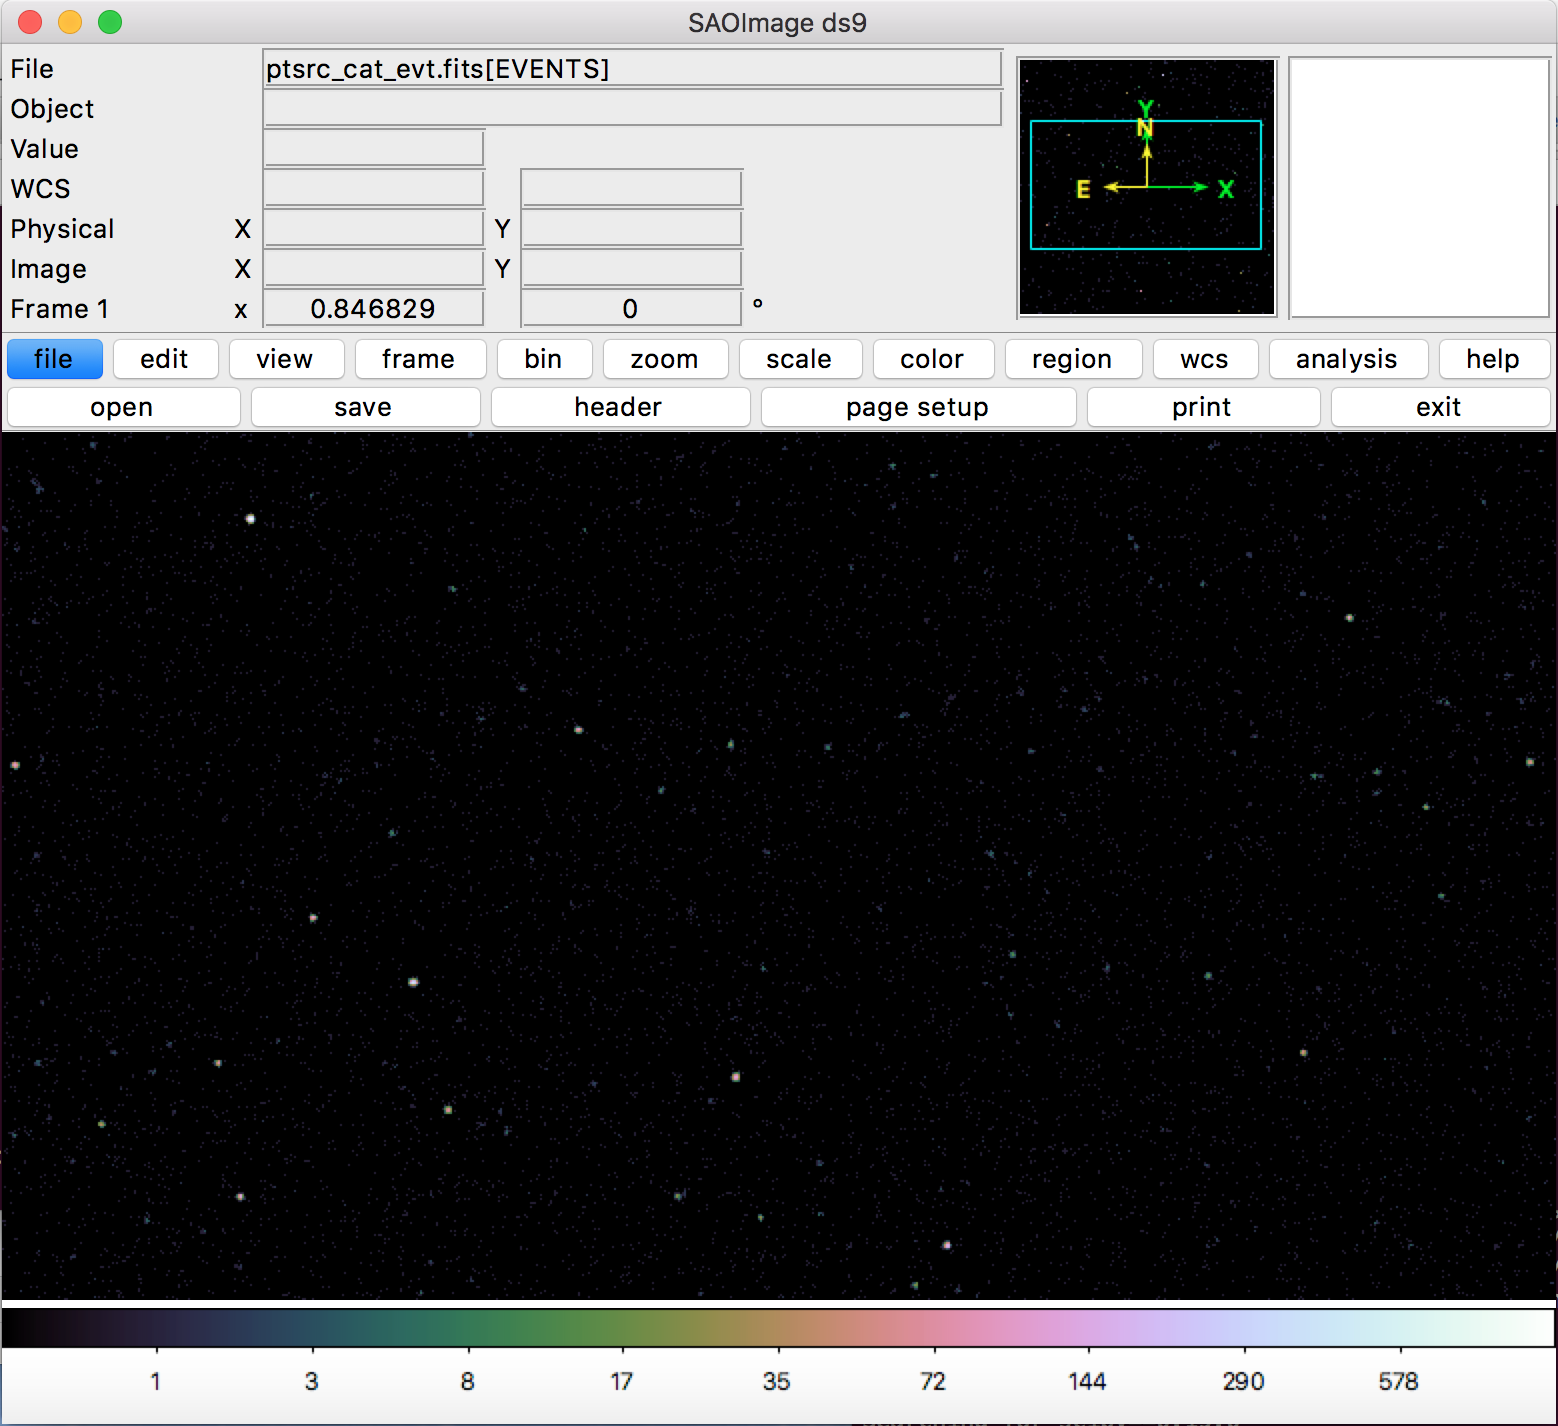 SAOImage ds9
File ptsrc_cat_evt.fits[EVENTS]
Object
Value
WCS
Physical X Y
Image X Y
Frame 1 x 0.846829 0 °
Y
N
E X
file edit view frame bin zoom scale color region wcs analysis help
open save header page setup print exit
1 3 8 17 35 72 144 290 578